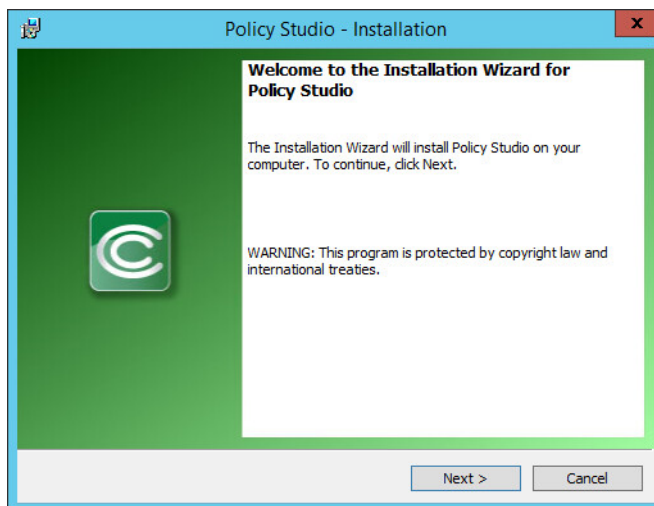 Policy Studio - Installation
x
Welcome to the Installation Wizard for
Policy Studio
The Installation Wizard will install Policy Studio on your
computer. To continue, click Next.
WARNING: This program is protected by copyright law and
international treaties.
Next >
Cancel